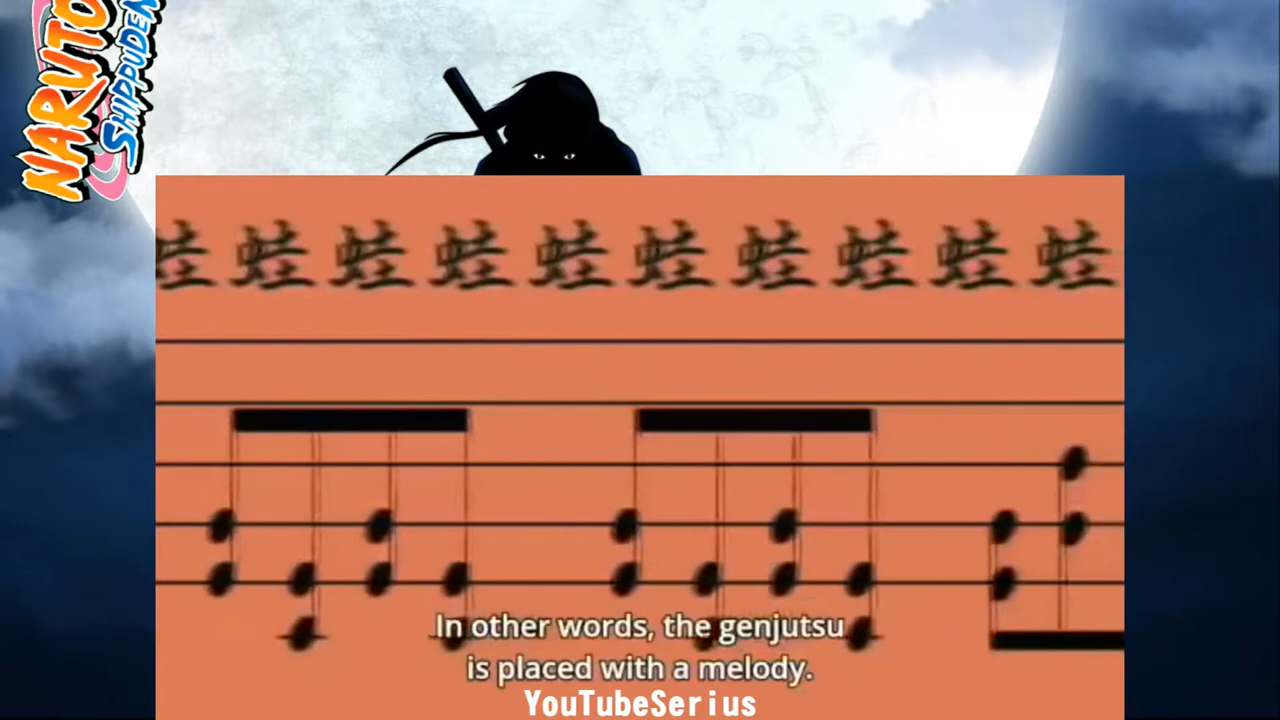 NARUTO
SHIPPUDEN
蛙蛙蛙蛙蛙蛙蛙蛙蛙蛙
In other words, the genjutsu
is placed with a melody.
YouTubeSerius